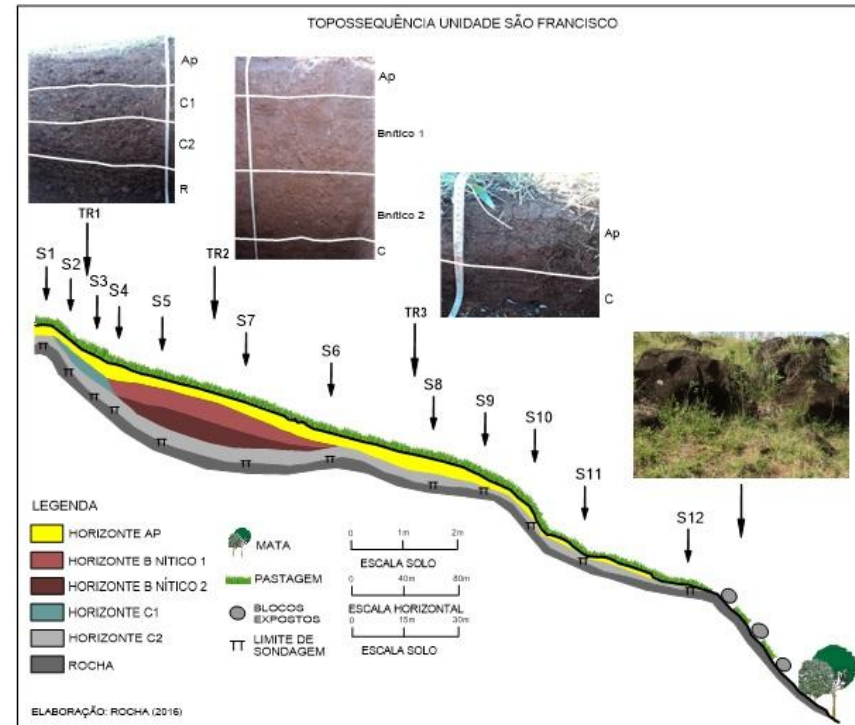 TOPOSSEQUÊNCIA UNIDADE SÃO FRANCISCO
Ap
C1
C2
R
Ap
Bnítico 1
Bnítico 2
C
Ap
C
TR1
TR2
TR3
S1
S2
S3
S4
S5
S7
S6
S8
S9
S10
S11
S12
LEGENDA
HORIZONTE AP
HORIZONTE B NÍTICO 1
HORIZONTE B NÍTICO 2
HORIZONTE C1
HORIZONTE C2
ROCHA
MATA
PASTAGEM
BLOCOS
EXPOSTOS
LIMITE DE
SONDAGEM
0 1m 2m
ESCALA SOLO
0 40m 80m
ESCALA HORIZONTAL
0 15m 30m
ESCALA SOLO
ELABORAÇÃO: ROCHA (2016)